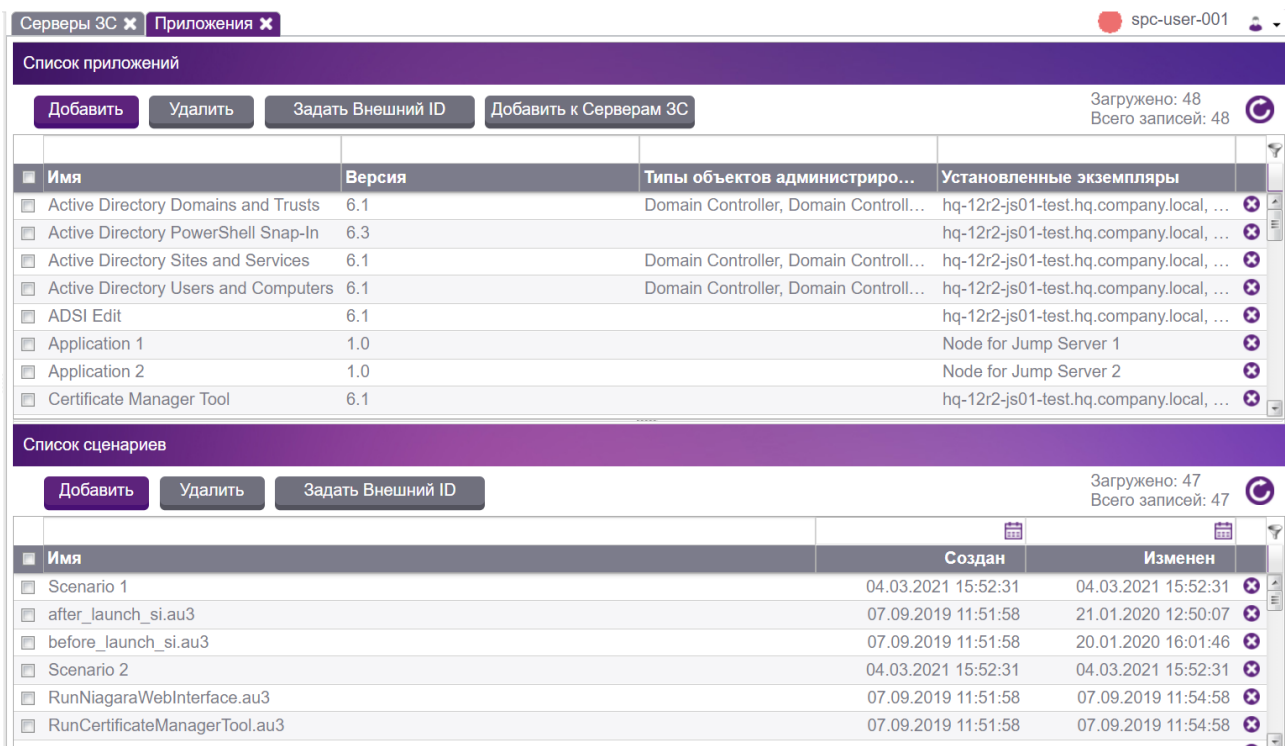 Серверы ЗС Приложения spc-user-001
Список приложений
Добавить Удалить Задать Внешний ID Добавить к Серверам ЗС Загружено: 48
Всего записей: 48
Имя Версия Типы объектов администриро... Установленные экземпляры
Active Directory Domains and Trusts 6.1 Domain Controller, Domain Controll... hq-12r2-js01-test.hq.company.local, ...
Active Directory PowerShell Snap-In 6.3 hq-12r2-js01-test.hq.company.local, ...
Active Directory Sites and Services 6.1 Domain Controller, Domain Controll... hq-12r2-js01-test.hq.company.local, ...
Active Directory Users and Computers 6.1 Domain Controller, Domain Controll... hq-12r2-js01-test.hq.company.local, ...
ADSI Edit 6.1 hq-12r2-js01-test.hq.company.local, ...
Application 1 1.0 Node for Jump Server 1
Application 2 1.0 Node for Jump Server 2
Certificate Manager Tool 6.1 hq-12r2-js01-test.hq.company.local, ...
Список сценариев
Добавить Удалить Задать Внешний ID Загружено: 47
Всего записей: 47
Имя Создан Изменен
Scenario 1 04.03.2021 15:52:31 04.03.2021 15:52:31
after_launch_si.au3 07.09.2019 11:51:58 21.01.2020 12:50:07
before_launch_si.au3 07.09.2019 11:51:58 20.01.2020 16:01:46
Scenario 2 04.03.2021 15:52:31 04.03.2021 15:52:31
RunNiagaraWebInterface.au3 07.09.2019 11:51:58 07.09.2019 11:54:58
RunCertificateManagerTool.au3 07.09.2019 11:51:58 07.09.2019 11:54:58